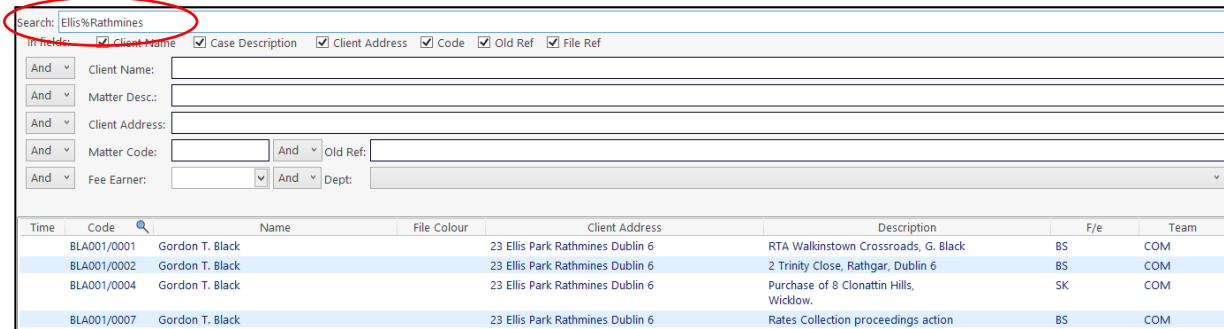 Search: Ellis%Rathmines
In fields: Client Name Case Description Client Address Code Old Ref File Ref
And Client Name:
And Matter Desc.:
And Client Address:
And Matter Code: And Old Ref:
And Fee Earner: And Dept:
Time Code Name File Colour Client Address Description F/e Team
BLA001/0001 Gordon T. Black 23 Ellis Park Rathmines Dublin 6 RTA Walkinstown Crossroads, G. Black BS COM
BLA001/0002 Gordon T. Black 23 Ellis Park Rathmines Dublin 6 2 Trinity Close, Rathgar, Dublin 6 BS COM
BLA001/0004 Gordon T. Black 23 Ellis Park Rathmines Dublin 6 Purchase of 8 Clonattin Hills, SK COM
Wicklow.
BLA001/0007 Gordon T. Black 23 Ellis Park Rathmines Dublin 6 Rates Collection proceedings action BS COM